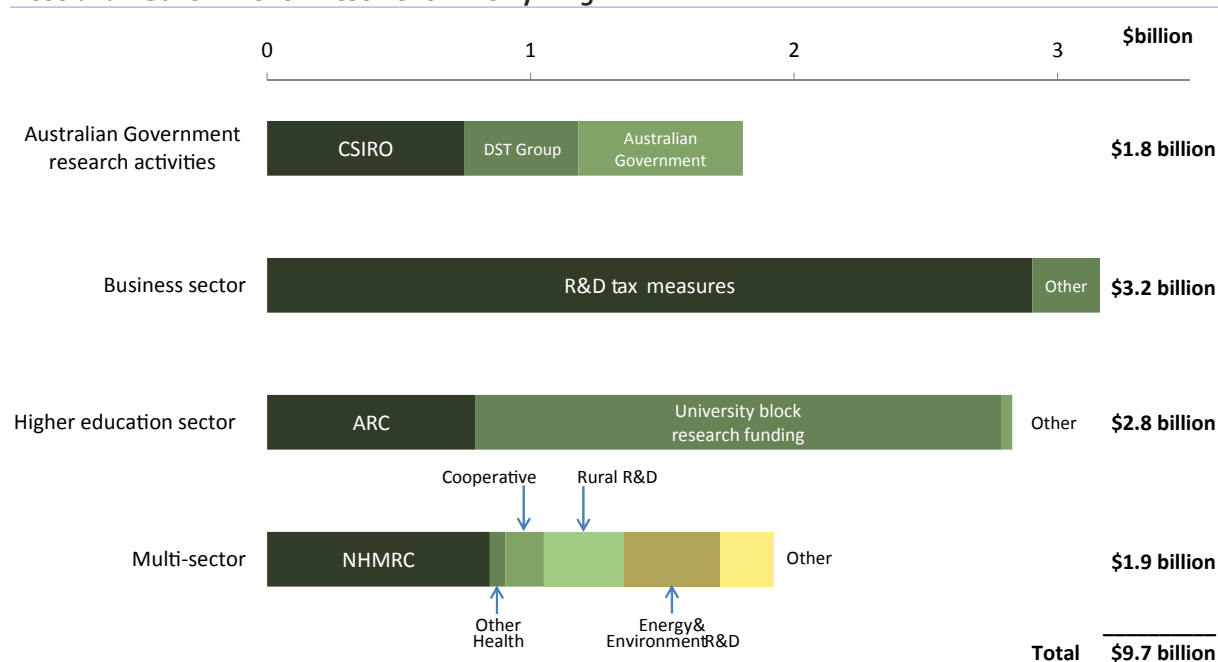 $billion
0 1 2 3
Australian Government
research activities
CSIRO
DST Group
Australian
Government
$1.8 billion
Business sector
R&D tax measures
Other
$3.2 billion
Higher education sector
ARC
University block
research funding
Other
$2.8 billion
Cooperative
Rural R&D
Multi-sector
NHMRC
Other
$1.9 billion
Other
Health
Energy&
EnvironmentR&D
Total $9.7 billion